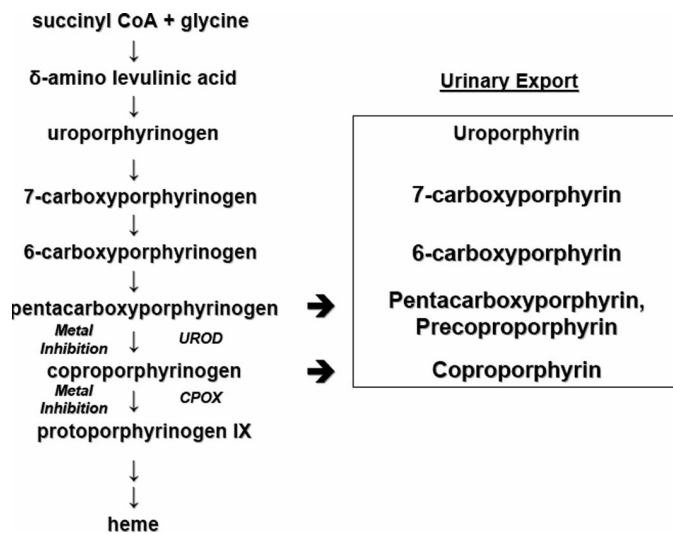 succinyl CoA + glycine
δ-amino levulinic acid
Urinary Export
uroporphyrinogen
Uroporphyrin
7-carboxyporphyrinogen
7-carboxyporphyrin
6-carboxyporphyrinogen
6-carboxyporphyrin
pentacarboxyporphyrinogen
Pentacarboxyporphyrin,
Precoproporphyrin
Metal
Inhibition
UROD
coproporphyrinogen
Coproporphyrin
Metal
Inhibition
CPOX
protoporphyrinogen IX
heme